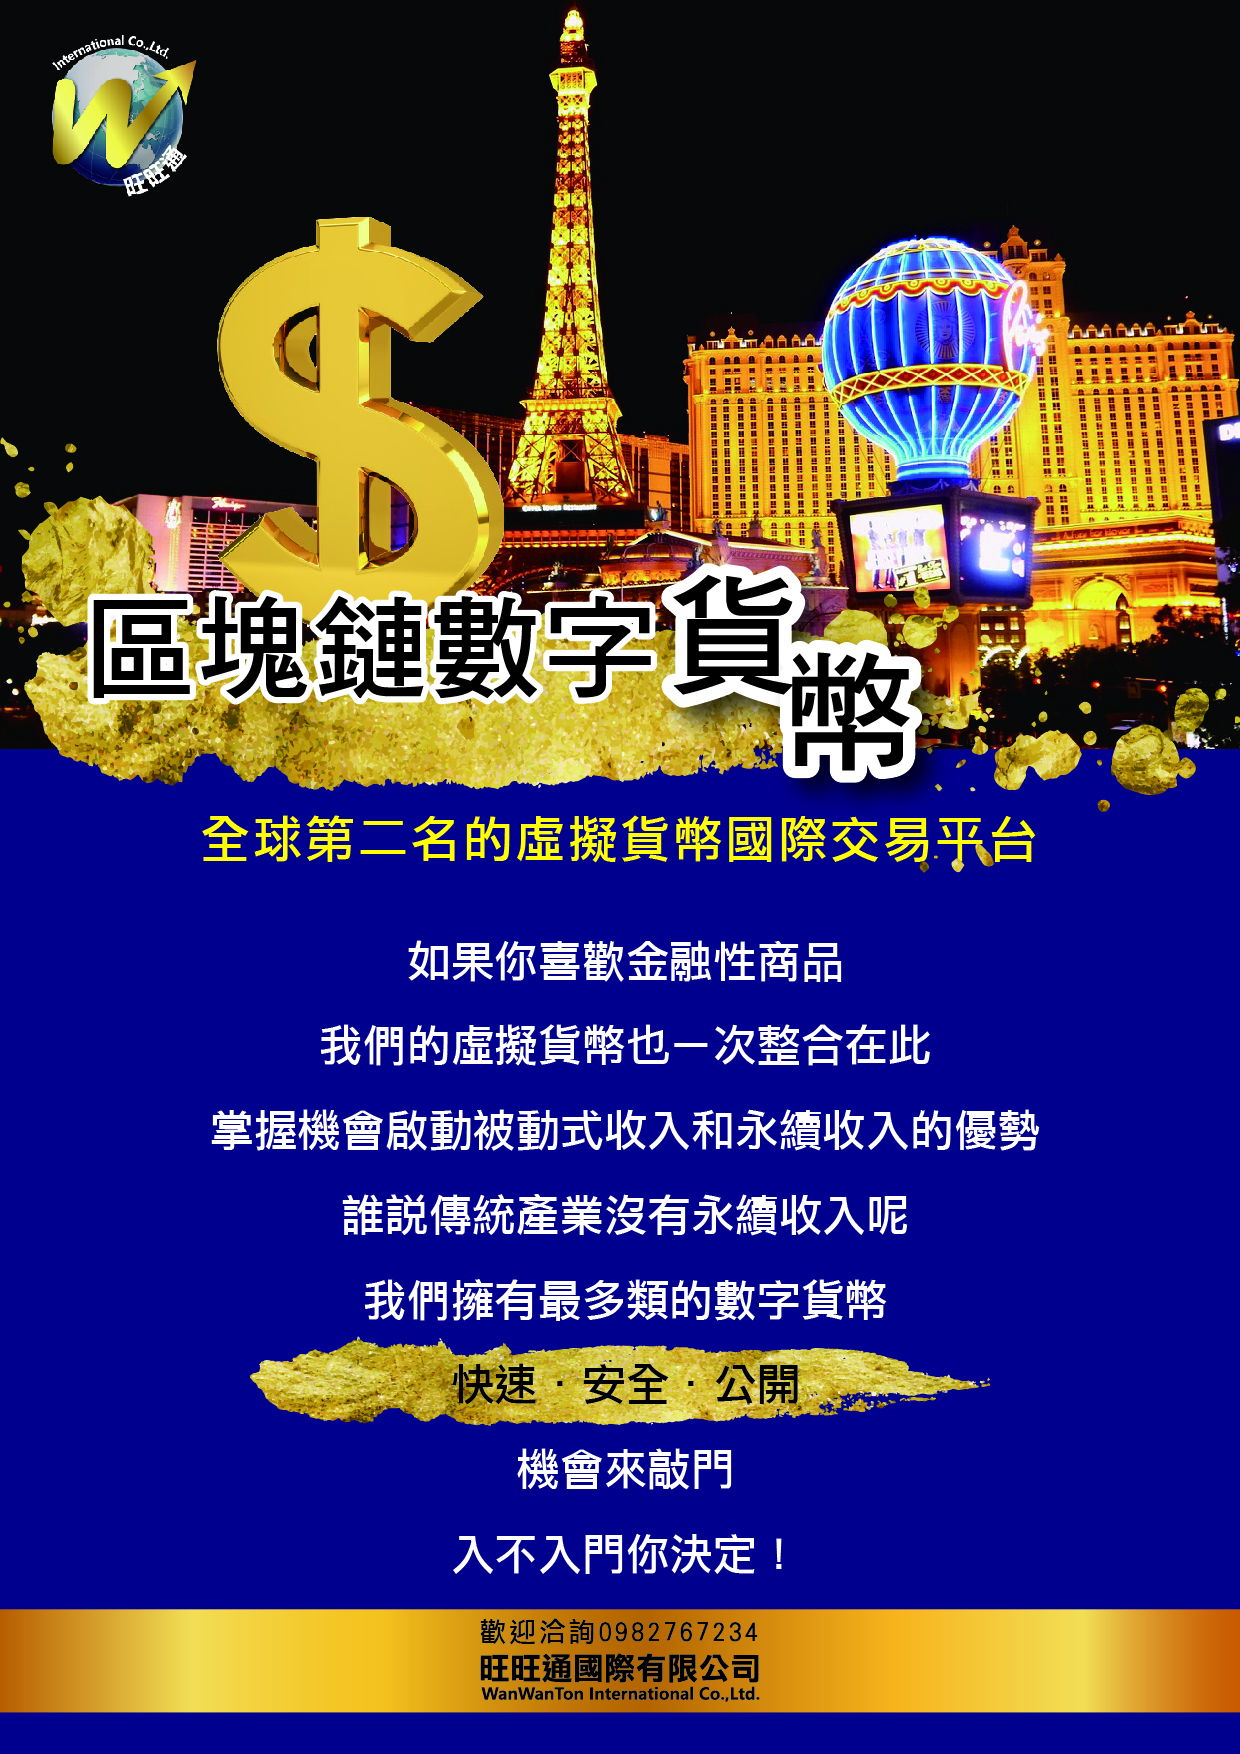 International Co.,Ltd.
W
旺旺通
Paris
區塊鏈數字貨幣
全球第二名的虛擬貨幣國際交易平台
如果你喜歡金融性商品
我們的虛擬貨幣也一次整合在此
掌握機會啟動被動式收入和永續收入的優勢
誰説傳統產業沒有永續收入呢
我們擁有最多類的數字貨幣
快速·安全·公開
機會來敲門
入不入門你決定！
歡迎洽詢0982767234
旺旺通國際有限公司
WanWanTon International Co.,Ltd.